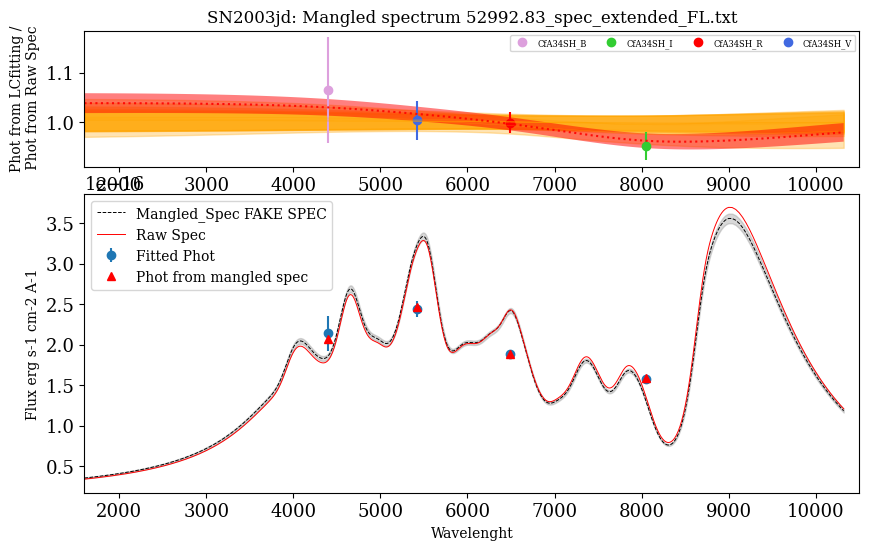 SN2003jd: Mangled spectrum 52992.83_spec_extended_FL.txt
Phot from LCfitting /
Phot from Raw Spec
CfA34SH_B CfA34SH_I CfA34SH_R CfA34SH_V
1.1
1.0
2000 3000 4000 5000 6000 7000 8000 9000 10000
1e−16
Mangled_Spec FAKE SPEC
Raw Spec
Fitted Phot
Phot from mangled spec
Flux erg s-1 cm-2 A-1
3.5
3.0
2.5
2.0
1.5
1.0
0.5
2000 3000 4000 5000 6000 7000 8000 9000 10000
Wavelenght